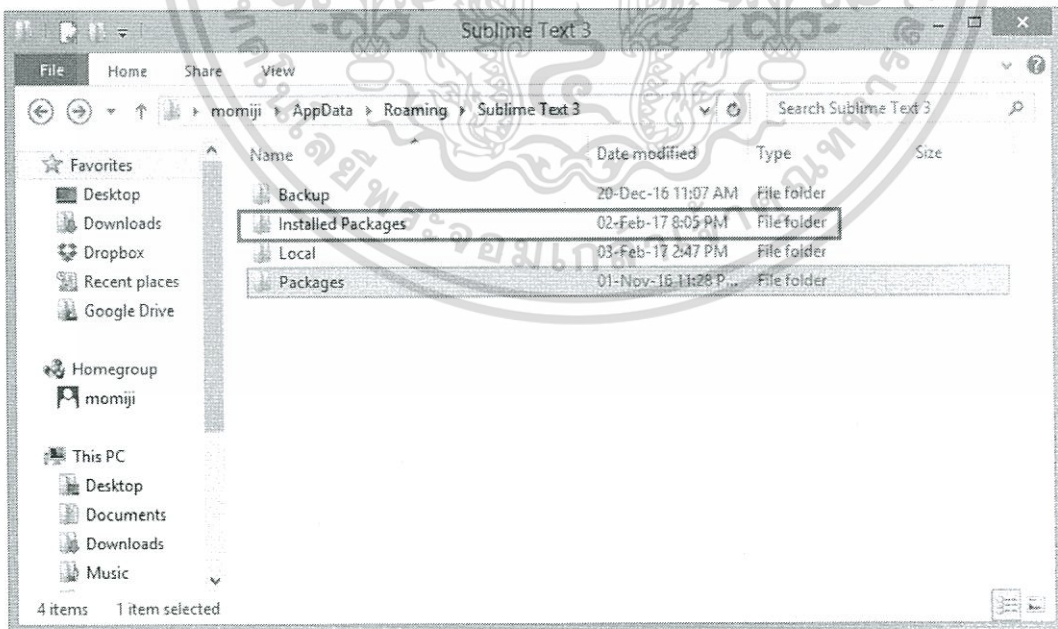 Sublime Text 3
File Home Share View
momiji ▸ AppData ▸ Roaming ▸ Sublime Text 3 Search Sublime Text 3
Name Date modified Type Size
Favorites
Desktop
Downloads
Dropbox
Recent places
Google Drive
Homegroup
momiji
This PC
Desktop
Documents
Downloads
Music
Backup 20-Dec-16 11:07 AM File folder
Installed Packages 02-Feb-17 8:05 PM File folder
Local 03-Feb-17 2:47 PM File folder
Packages 01-Nov-16 11:28 P... File folder
4 items 1 item selected